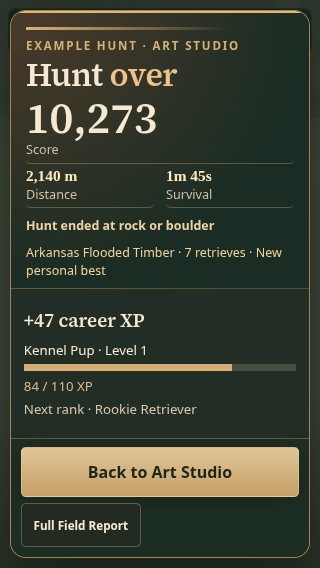 EXAMPLE HUNT · ART STUDIO
Hunt over
10,273
Score
2,140 m
Distance
1m 45s
Survival
Hunt ended at rock or boulder
Arkansas Flooded Timber · 7 retrieves · New
personal best
+47 career XP
Kennel Pup · Level 1
84 / 110 XP
Next rank · Rookie Retriever
Back to Art Studio
Full Field Report